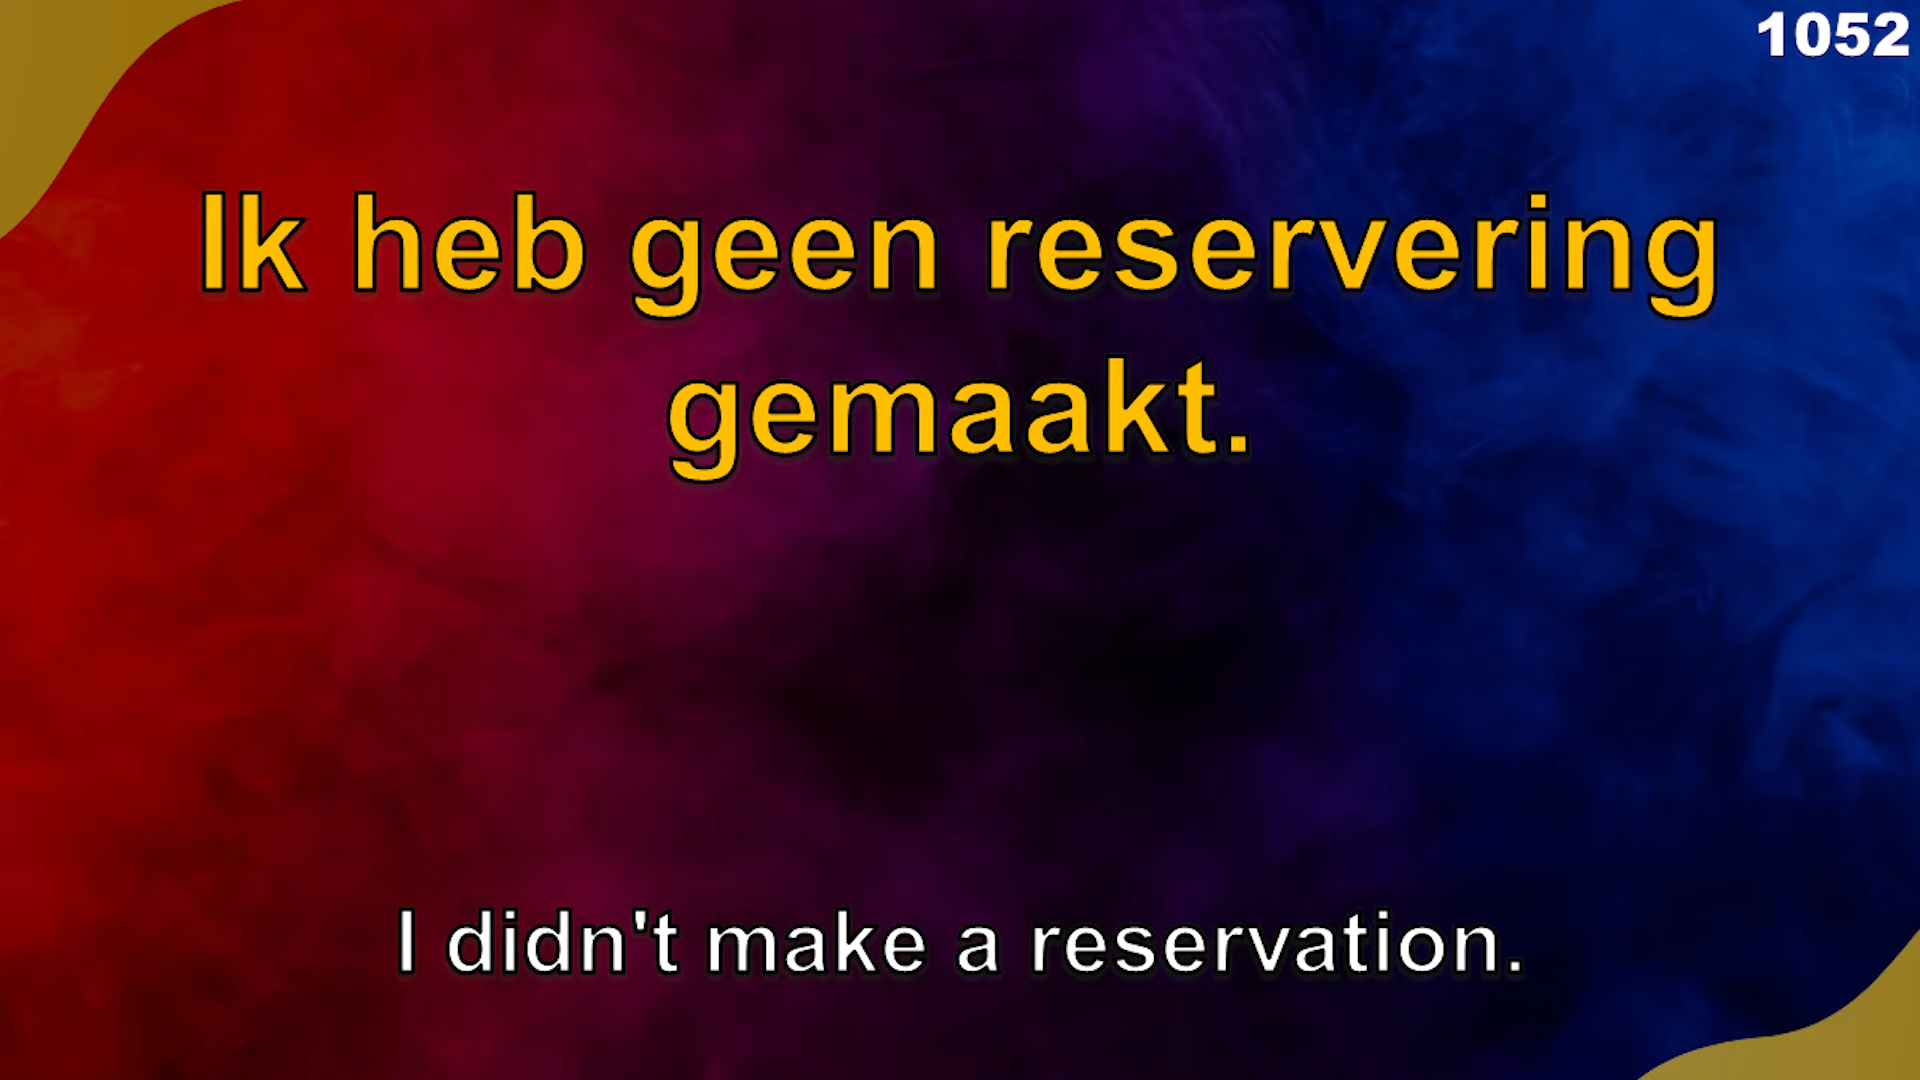 1052
Ik heb geen reservering
gemaakt.
I didn't make a reservation.